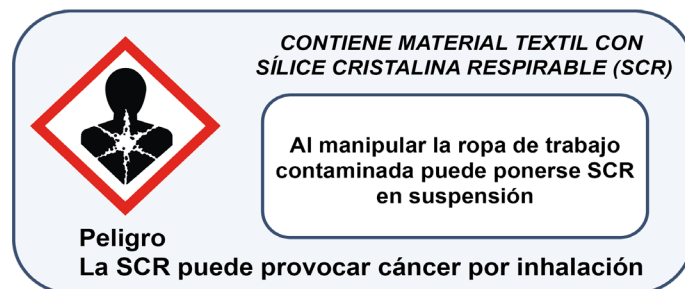 CONTIENE MATERIAL TEXTIL CON
SÍLICE CRISTALINA RESPIRABLE (SCR)
Al manipular la ropa de trabajo
contaminada puede ponerse SCR
en suspensión
Peligro
La SCR puede provocar cáncer por inhalación